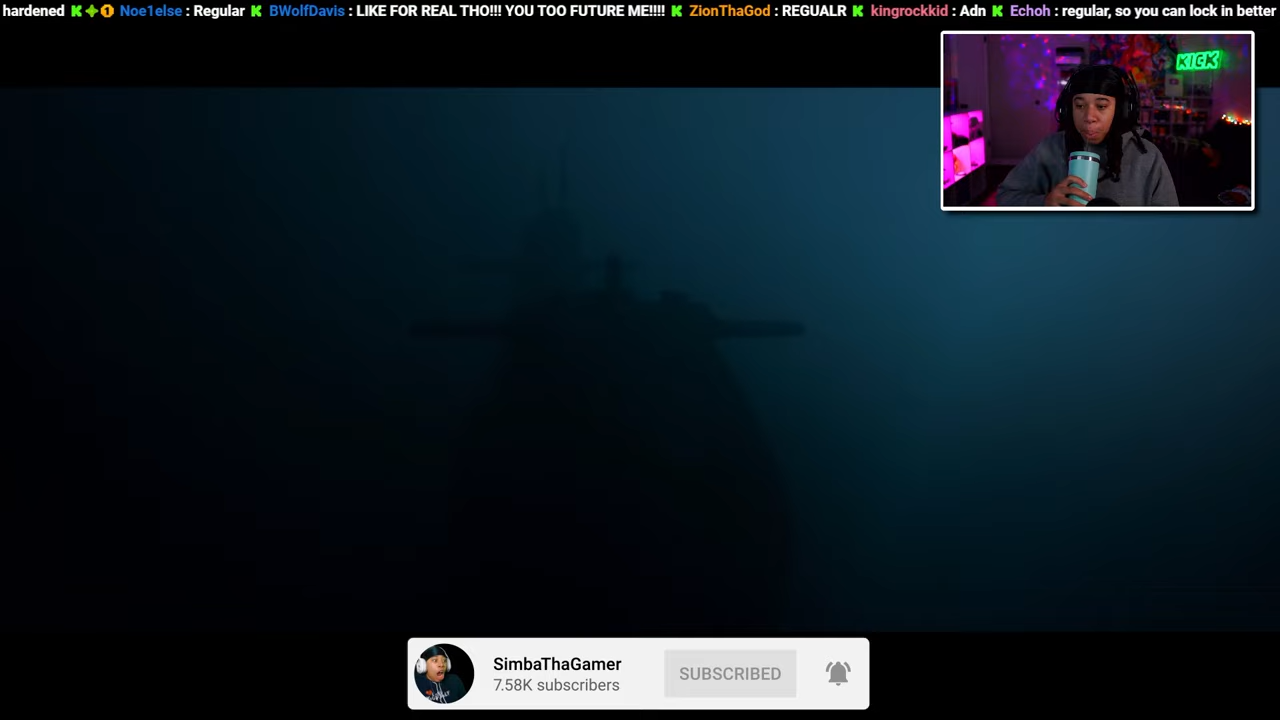 hardened Noe1else : Regular BWolfDavis : LIKE FOR REAL THO!!! YOU TOO FUTURE ME!!!! ZionThaGod : REGUALR kingrockkid : Adn Echoh : regular, so you can lock in better
KICK
SimbaThaGamer
7.58K subscribers
SUBSCRIBED